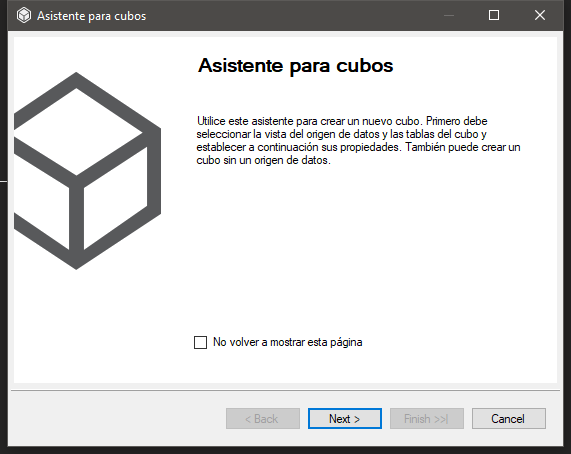 Asistente para cubos
Asistente para cubos
Utilice este asistente para crear un nuevo cubo. Primero debe
seleccionar la vista del origen de datos y las tablas del cubo y
establecer a continuación sus propiedades. También puede crear un
cubo sin un origen de datos.
No volver a mostrar esta página
< Back
Next >
Finish >>|
Cancel